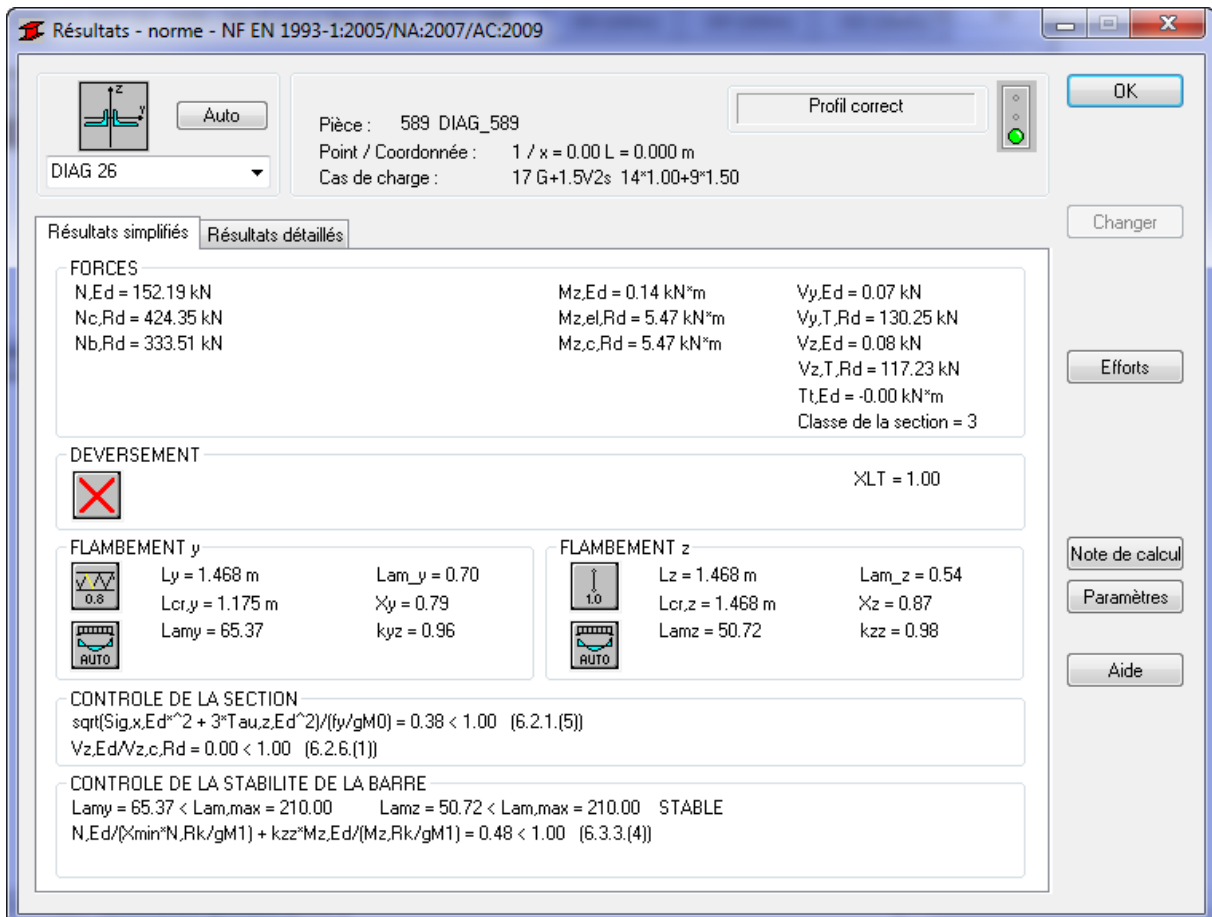 Résultats - norme - NF EN 1993-1:2005/NA:2007/AC:2009
z
y
Auto
DIAG 26
Pièce : 589 DIAG_589
Point / Coordonnée : 1 / x = 0.00 L = 0.000 m
Cas de charge : 17 G+1.5V2s 14*1.00+9*1.50
Profil correct
OK
Changer
Efforts
Note de calcul
Paramètres
Aide
Résultats simplifiés Résultats détaillés
FORCES
N,Ed = 152.19 kN Mz,Ed = 0.14 kN*m Vy,Ed = 0.07 kN
Nc,Rd = 424.35 kN Mz,el,Rd = 5.47 kN*m Vy,T,Rd = 130.25 kN
Nb,Rd = 333.51 kN Mz,c,Rd = 5.47 kN*m Vz,Ed = 0.08 kN
Vz,T,Rd = 117.23 kN
Tt,Ed = -0.00 kN*m
Classe de la section = 3
DEVERSEMENT
XLT = 1.00
FLAMBEMENT y
0.8
AUTO
Ly = 1.468 m Lam_y = 0.70
Lcr,y = 1.175 m Xy = 0.79
Lamy = 65.37 kyz = 0.96
FLAMBEMENT z
1.0
AUTO
Lz = 1.468 m Lam_z = 0.54
Lcr,z = 1.468 m Xz = 0.87
Lamz = 50.72 kzz = 0.98
CONTROLE DE LA SECTION
sqrt(Sig,x,Ed*^2 + 3*Tau,z,Ed^2)/(fy/gM0) = 0.38 < 1.00 (6.2.1.(5))
Vz,Ed/Vz,c,Rd = 0.00 < 1.00 (6.2.6.(1))
CONTROLE DE LA STABILITE DE LA BARRE
Lamy = 65.37 < Lam,max = 210.00 Lamz = 50.72 < Lam,max = 210.00 STABLE
N,Ed/(Xmin*N,Rk/gM1) + kzz*Mz,Ed/(Mz,Rk/gM1) = 0.48 < 1.00 (6.3.3.(4))